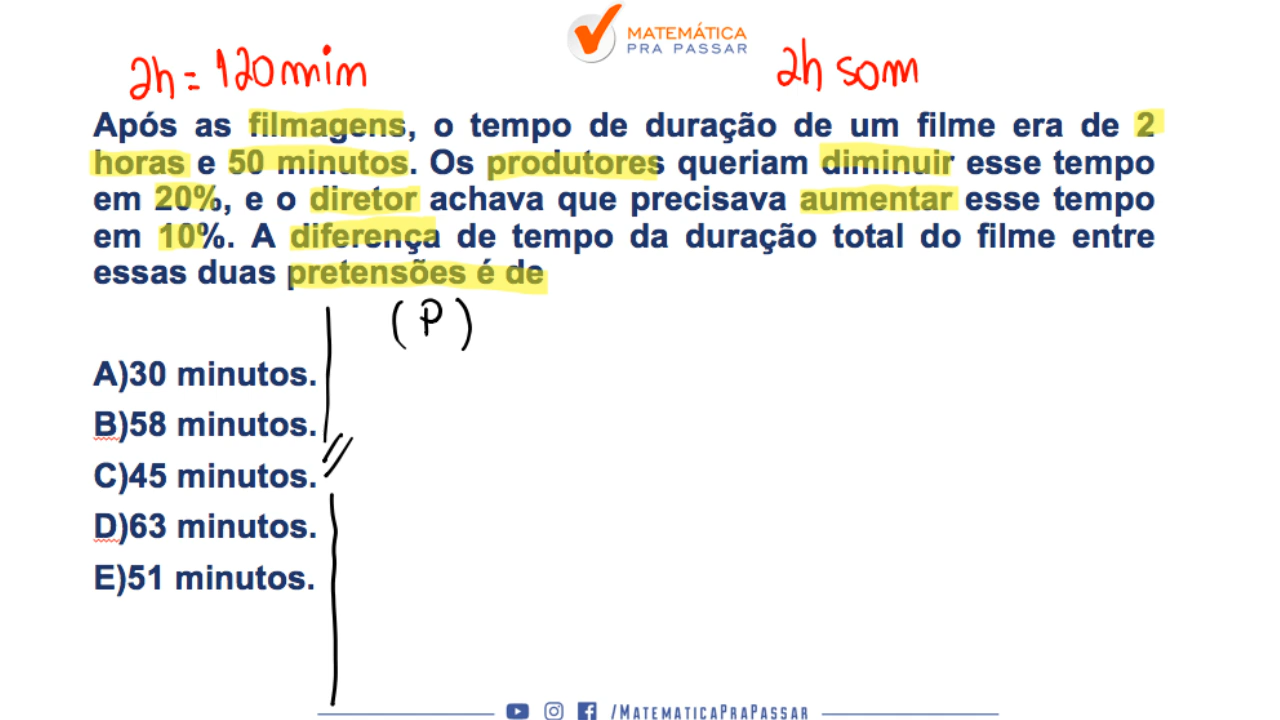 MATEMÁTICA
PRA PASSAR
2h = 120 min
2h 50m
Após as filmagens, o tempo de duração de um filme era de 2
horas e 50 minutos. Os produtores queriam diminuir esse tempo
em 20%, e o diretor achava que precisava aumentar esse tempo
em 10%. A diferença de tempo da duração total do filme entre
essas duas pretensões é de
(P)
A)30 minutos.
B)58 minutos.
C)45 minutos.
D)63 minutos.
E)51 minutos.
/MATEMATICAPRAPASSAR